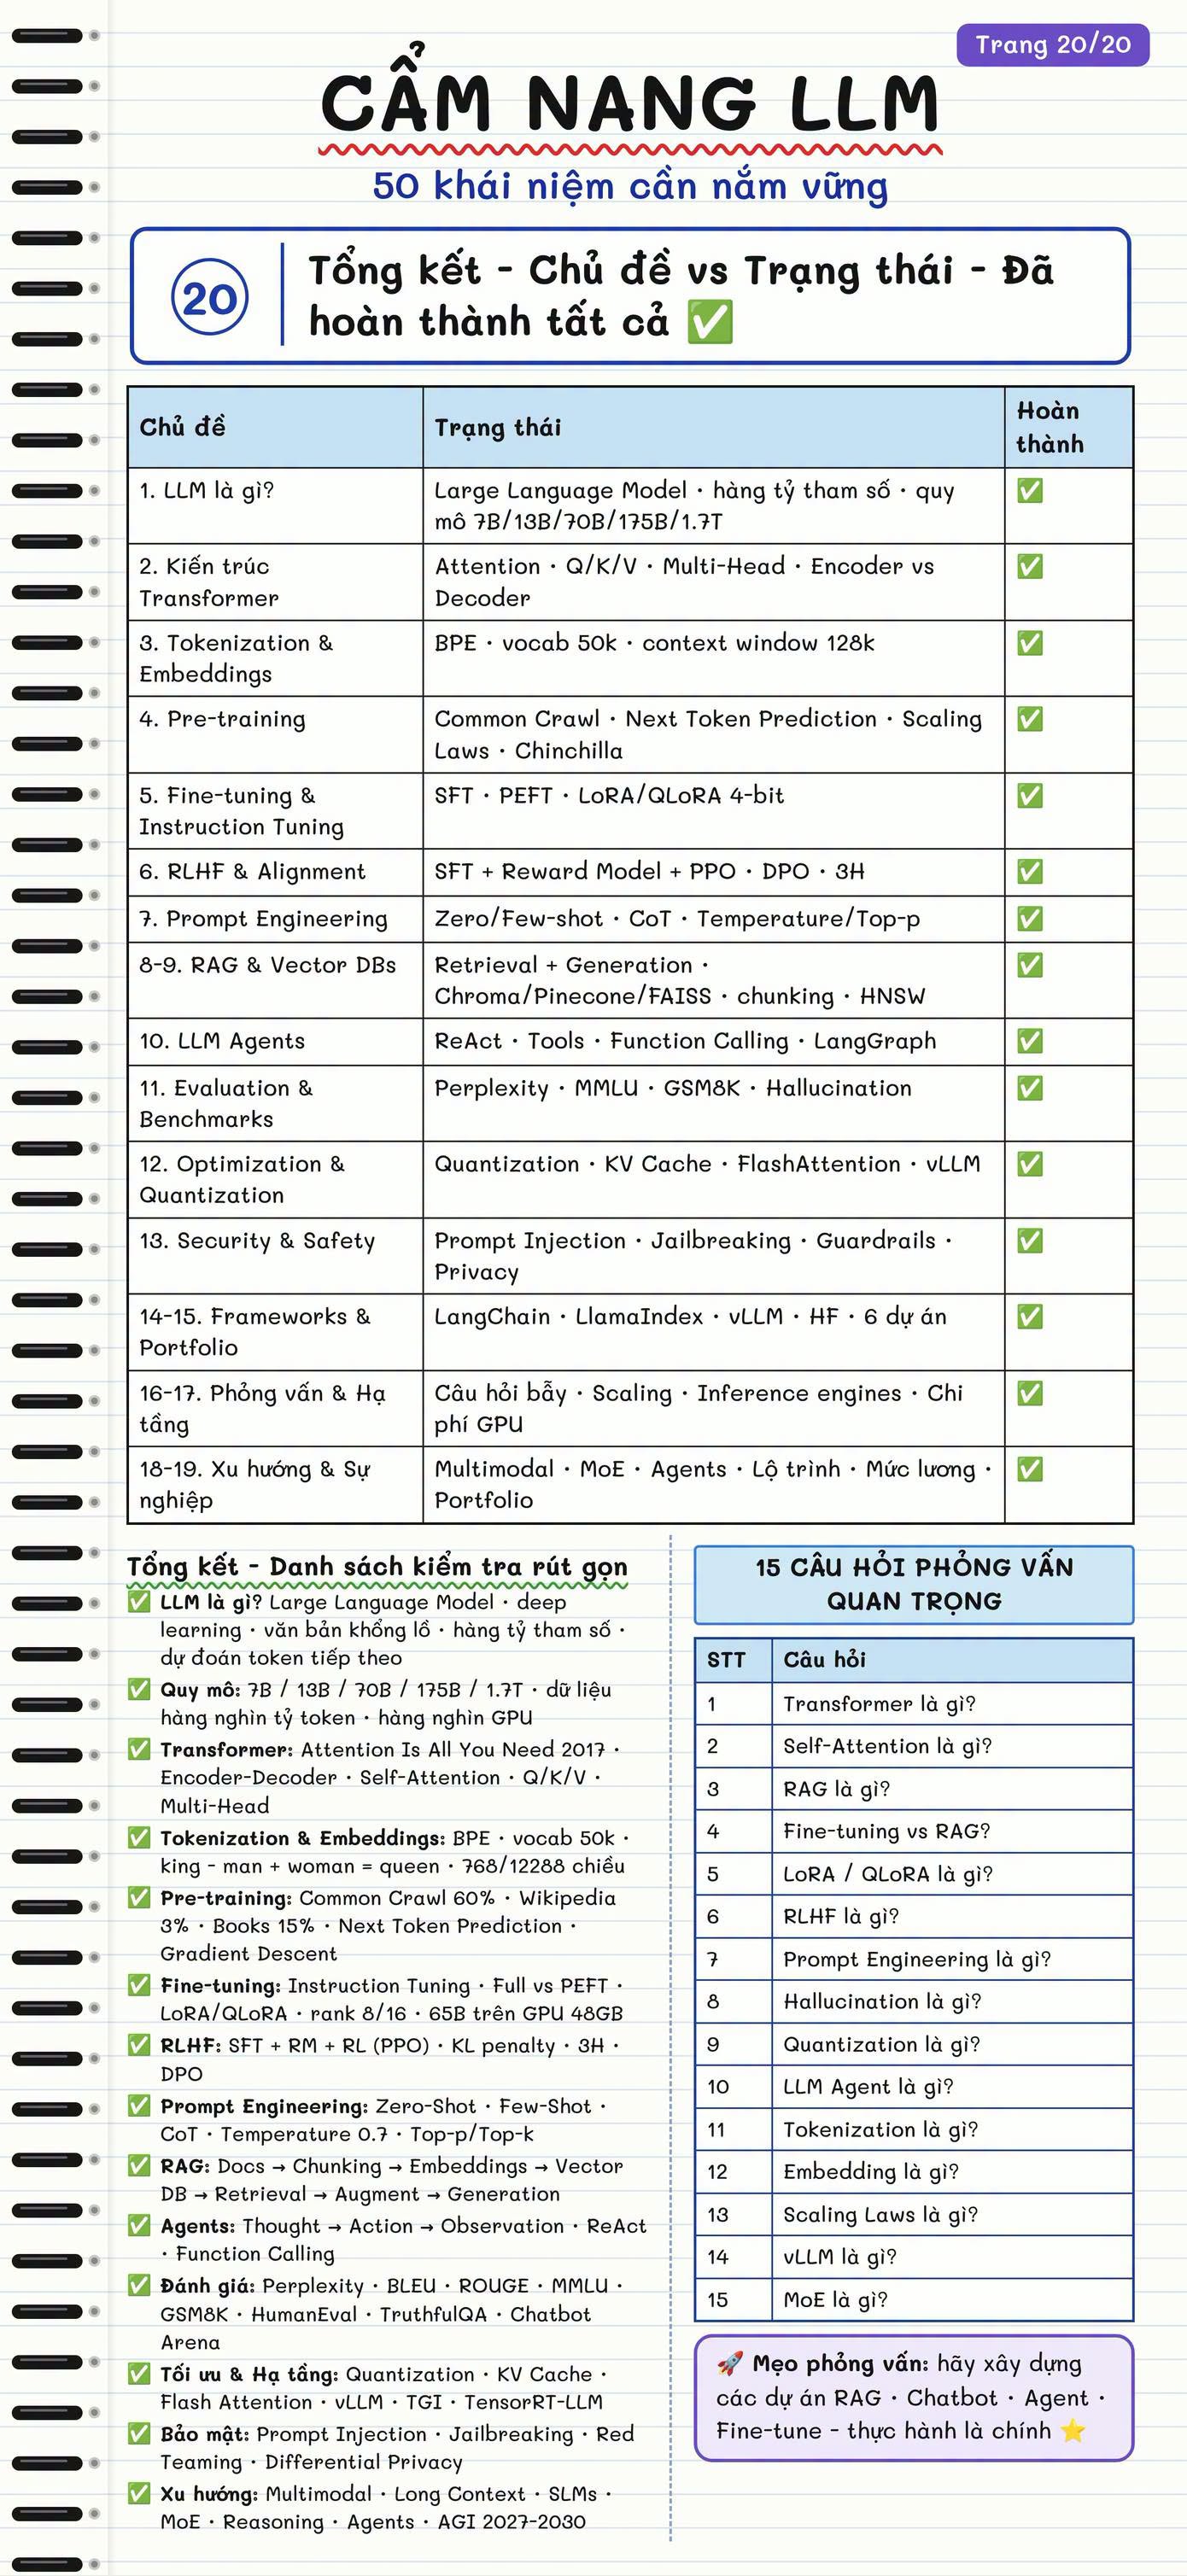 Trang 20/20
CẨM NANG LLM
50 khái niệm cần nắm vững
20
Tổng kết - Chủ đề vs Trạng thái - Đã
hoàn thành tất cả ✅
Chủ đề
Trạng thái
Hoàn
thành
1. LLM là gì?
Large Language Model · hàng tỷ tham số · quy
mô 7B/13B/70B/175B/1.7T
✅
2. Kiến trúc
Transformer
Attention · Q/K/V · Multi-Head · Encoder vs
Decoder
✅
3. Tokenization &
Embeddings
BPE · vocab 50k · context window 128k
✅
4. Pre-training
Common Crawl · Next Token Prediction · Scaling
Laws · Chinchilla
✅
5. Fine-tuning &
Instruction Tuning
SFT · PEFT · LoRA/QLoRA 4-bit
✅
6. RLHF & Alignment
SFT + Reward Model + PPO · DPO · 3H
✅
7. Prompt Engineering
Zero/Few-shot · CoT · Temperature/Top-p
✅
8-9. RAG & Vector DBs
Retrieval + Generation ·
Chroma/Pinecone/FAISS · chunking · HNSW
✅
10. LLM Agents
ReAct · Tools · Function Calling · LangGraph
✅
11. Evaluation &
Benchmarks
Perplexity · MMLU · GSM8K · Hallucination
✅
12. Optimization &
Quantization
Quantization · KV Cache · FlashAttention · vLLM
✅
13. Security & Safety
Prompt Injection · Jailbreaking · Guardrails ·
Privacy
✅
14-15. Frameworks &
Portfolio
LangChain · LlamaIndex · vLLM · HF · 6 dự án
✅
16-17. Phỏng vấn & Hạ
tầng
Câu hỏi bẫy · Scaling · Inference engines · Chi
phí GPU
✅
18-19. Xu hướng & Sự
nghiệp
Multimodal · MoE · Agents · Lộ trình · Mức lương ·
Portfolio
✅
Tổng kết - Danh sách kiểm tra rút gọn
✅ LLM là gì? Large Language Model · deep
learning · văn bản khổng lồ · hàng tỷ tham số ·
dự đoán token tiếp theo
✅ Quy mô: 7B / 13B / 70B / 175B / 1.7T · dữ liệu
hàng nghìn tỷ token · hàng nghìn GPU
✅ Transformer: Attention Is All You Need 2017 ·
Encoder-Decoder · Self-Attention · Q/K/V ·
Multi-Head
✅ Tokenization & Embeddings: BPE · vocab 50k ·
king - man + woman = queen · 768/12288 chiều
✅ Pre-training: Common Crawl 60% · Wikipedia
3% · Books 15% · Next Token Prediction ·
Gradient Descent
✅ Fine-tuning: Instruction Tuning · Full vs PEFT ·
LoRA/QLoRA · rank 8/16 · 65B trên GPU 48GB
✅ RLHF: SFT + RM + RL (PPO) · KL penalty · 3H ·
DPO
✅ Prompt Engineering: Zero-Shot · Few-Shot ·
CoT · Temperature 0.7 · Top-p/Top-k
✅ RAG: Docs → Chunking → Embeddings → Vector
DB → Retrieval → Augment → Generation
✅ Agents: Thought → Action → Observation · ReAct
· Function Calling
✅ Đánh giá: Perplexity · BLEU · ROUGE · MMLU ·
GSM8K · HumanEval · TruthfulQA · Chatbot
Arena
✅ Tối ưu & Hạ tầng: Quantization · KV Cache ·
Flash Attention · vLLM · TGI · TensorRT-LLM
✅ Bảo mật: Prompt Injection · Jailbreaking · Red
Teaming · Differential Privacy
✅ Xu hướng: Multimodal · Long Context · SLMs ·
MoE · Reasoning · Agents · AGI 2027-2030
15 CÂU HỎI PHỎNG VẤN
QUAN TRỌNG
STT Câu hỏi
1 Transformer là gì?
2 Self-Attention là gì?
3 RAG là gì?
4 Fine-tuning vs RAG?
5 LoRA / QLoRA là gì?
6 RLHF là gì?
7 Prompt Engineering là gì?
8 Hallucination là gì?
9 Quantization là gì?
10 LLM Agent là gì?
11 Tokenization là gì?
12 Embedding là gì?
13 Scaling Laws là gì?
14 vLLM là gì?
15 MoE là gì?
🚀 Mẹo phỏng vấn: hãy xây dựng
các dự án RAG · Chatbot · Agent ·
Fine-tune - thực hành là chính ⭐